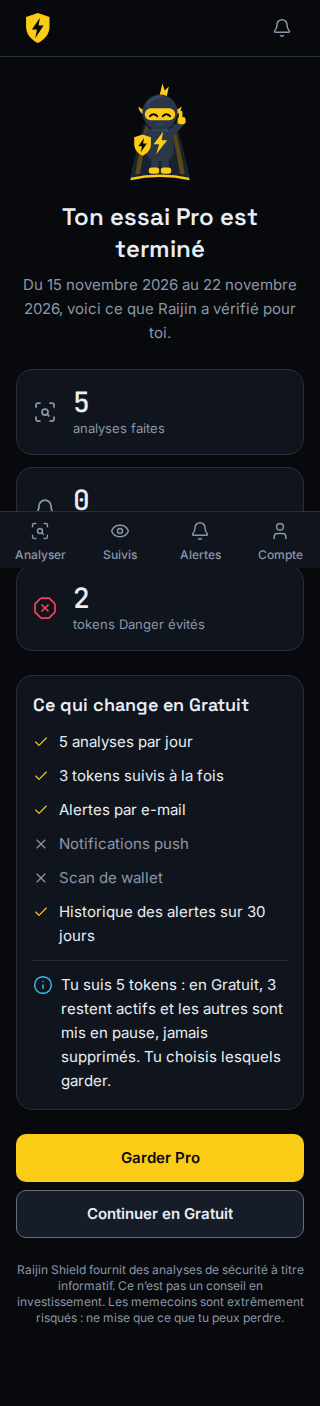 Ton essai Pro est
terminé
Du 15 novembre 2026 au 22 novembre
2026, voici ce que Raijin a vérifié pour
toi.
5
analyses faites
0
Analyser
Suivis
Alertes
Compte
2
tokens Danger évités
Ce qui change en Gratuit
5 analyses par jour
3 tokens suivis à la fois
Alertes par e-mail
Notifications push
Scan de wallet
Historique des alertes sur 30
jours
Tu suis 5 tokens : en Gratuit, 3
restent actifs et les autres sont
mis en pause, jamais
supprimés. Tu choisis lesquels
garder.
Garder Pro
Continuer en Gratuit
Raijin Shield fournit des analyses de sécurité à titre
informatif. Ce n'est pas un conseil en
investissement. Les memecoins sont extrêmement
risqués : ne mise que ce que tu peux perdre.